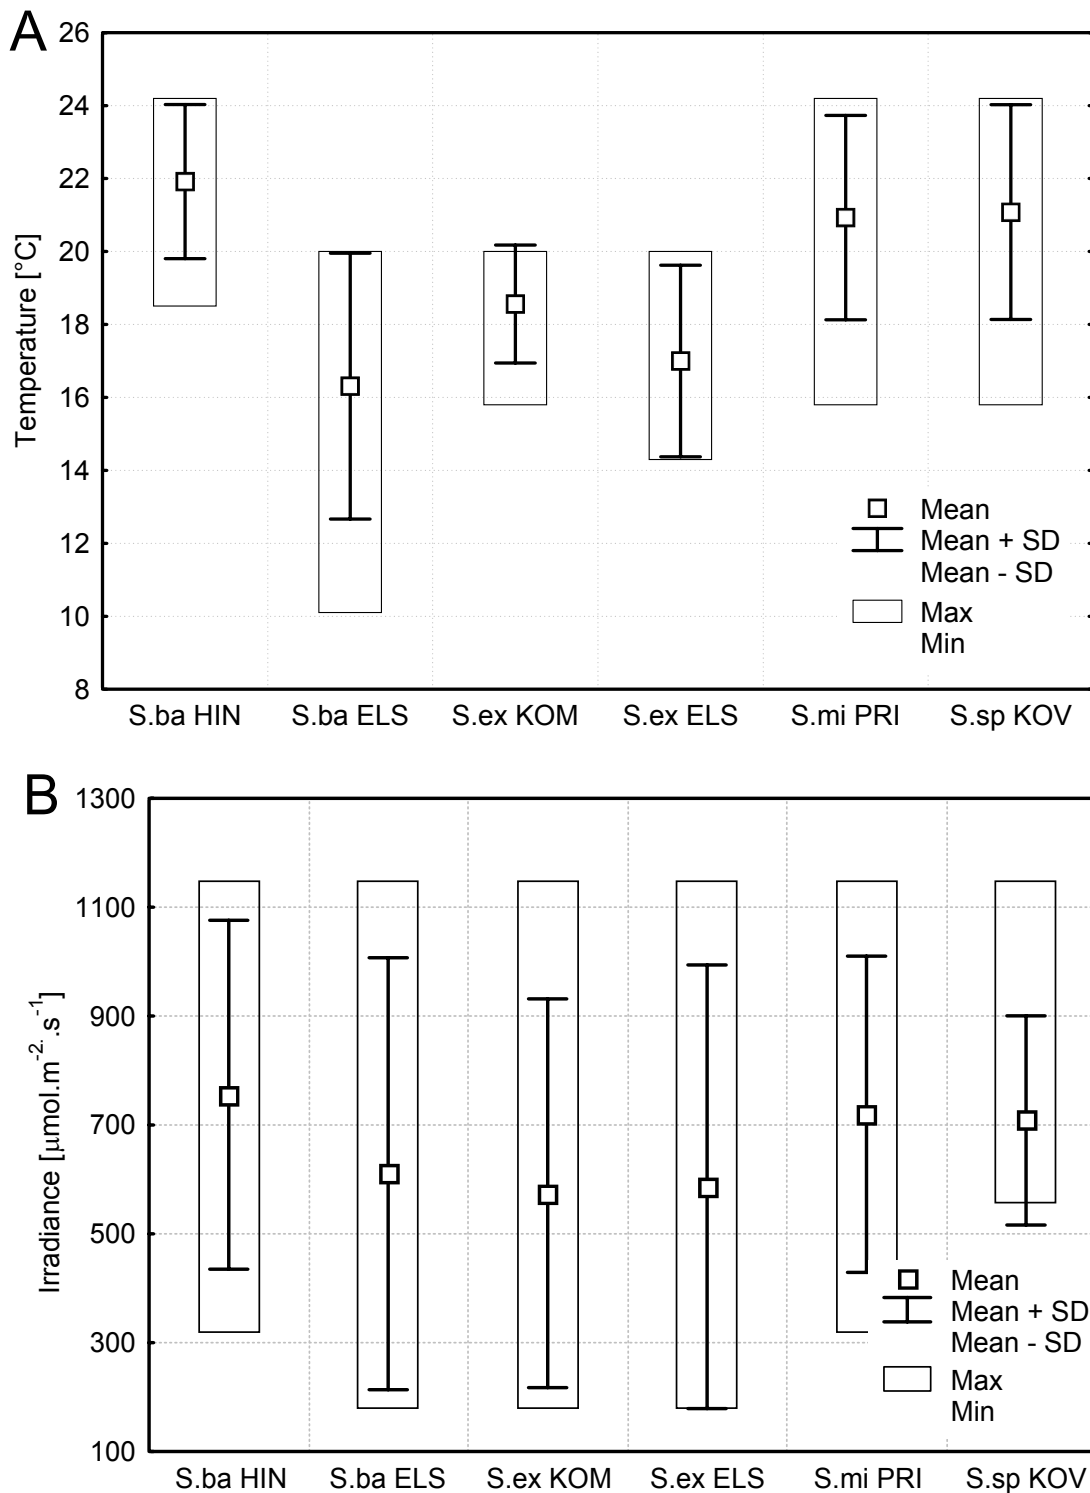 A
26
24
22
20
18
16
14
12
10
8
Temperature [°C]
Mean
Mean + SD
Mean - SD
Max
Min
S.ba HIN S.ba ELS S.ex KOM S.ex ELS S.mi PRI S.sp KOV
B
1300
1100
900
700
500
300
100
Irradiance [µmol.m⁻²·.s⁻¹]
Mean
Mean + SD
Mean - SD
Max
Min
S.ba HIN S.ba ELS S.ex KOM S.ex ELS S.mi PRI S.sp KOV